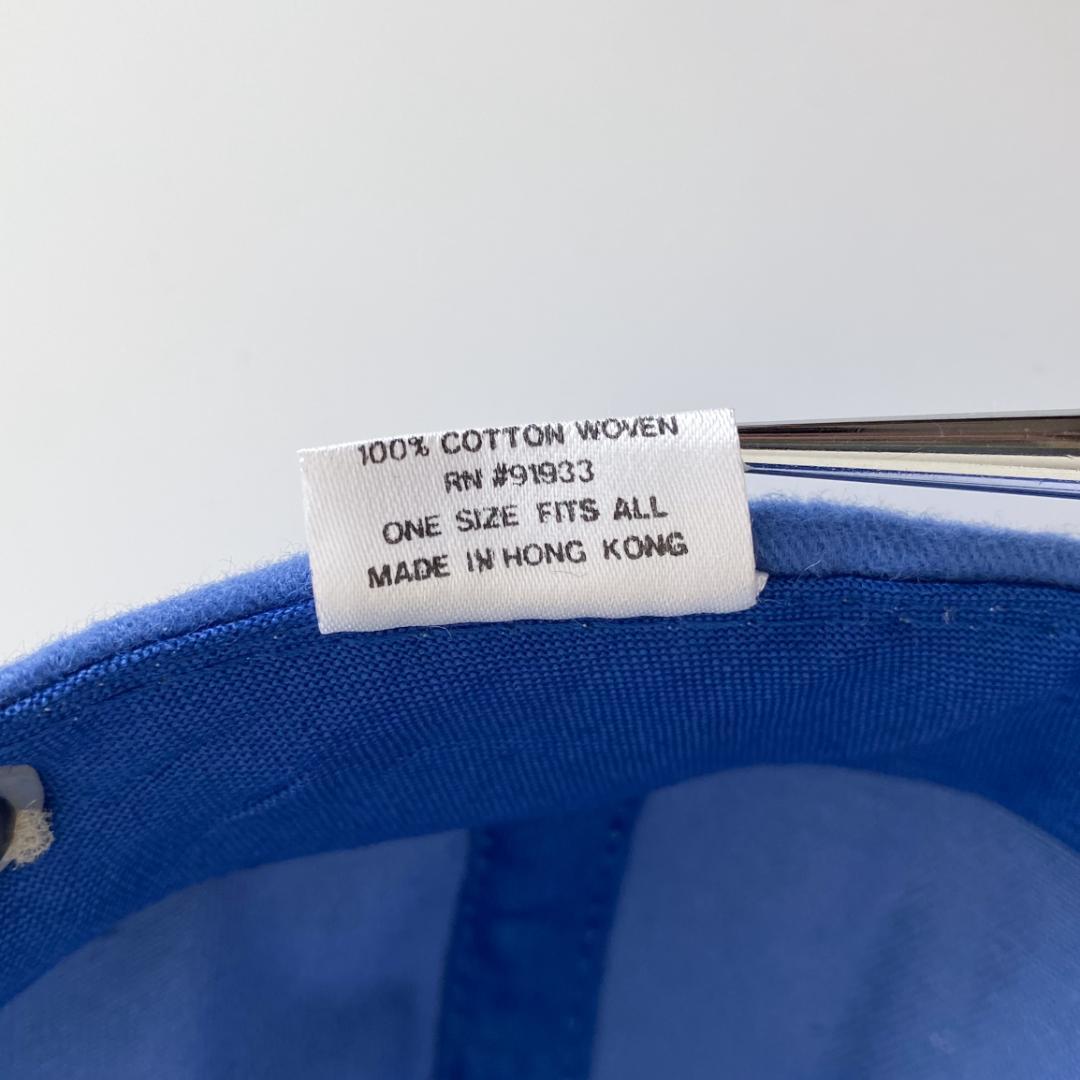 100% COTTON WOVEN
RN #91933
ONE SIZE FITS ALL
MADE IN HONG KONG